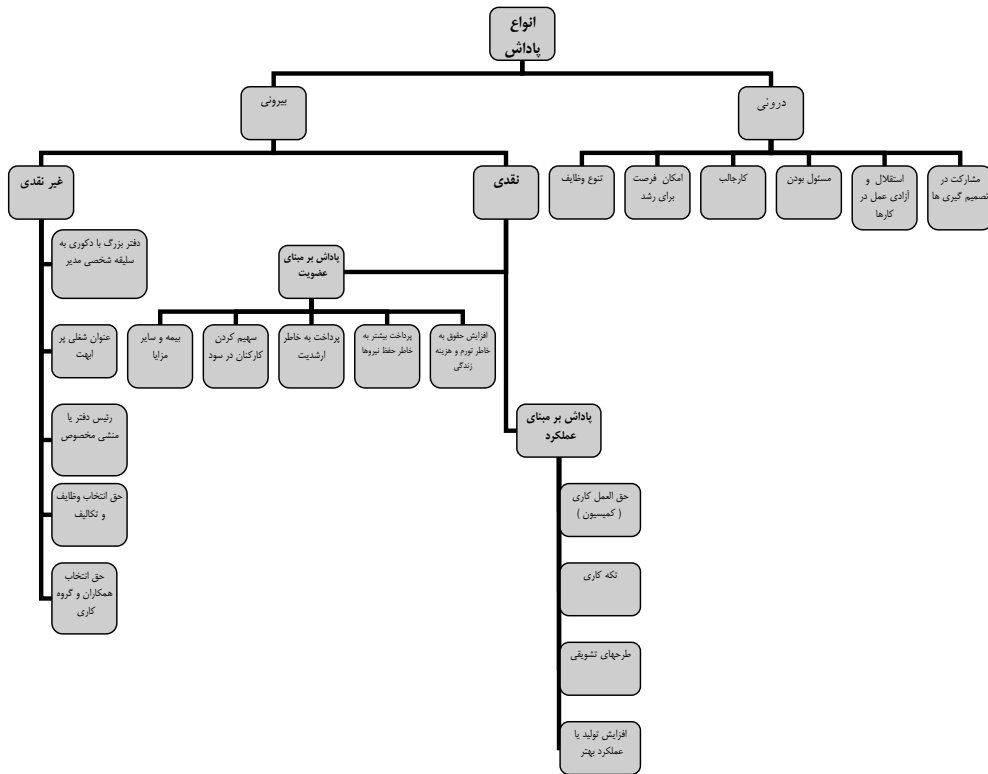 انواع
پاداش
درونی
بیرونی
مشارکت در
تصمیم گیری ها
استقلال و
آزادی عمل در
کارها
مسئول بودن
کارجالب
امکان فرصت
برای رشد
تنوع وظایف
نقدی
غیر نقدی
پاداش بر مبنای
عضویت
افزایش حقوق به
خاطر تورم و هزینه
زندگی
پرداخت بیشتر به
خاطر حفظ نیروها
پرداخت به خاطر
ارشدیت
سهیم کردن
کارکنان در سود
بیمه و سایر
مزایا
پاداش بر مبنای
عملکرد
حق العمل کاری
( کمیسیون )
تکه کاری
طرحهای تشویقی
افزایش تولید یا
عملکرد بهتر
دفتر بزرگ با دکوری به
سلیقه شخصی مدیر
عنوان شغلی پر
ابهت
رئیس دفتر یا
منشی مخصوص
حق انتخاب وظایف
و تکالیف
حق انتخاب
همکاران و گروه
کاری